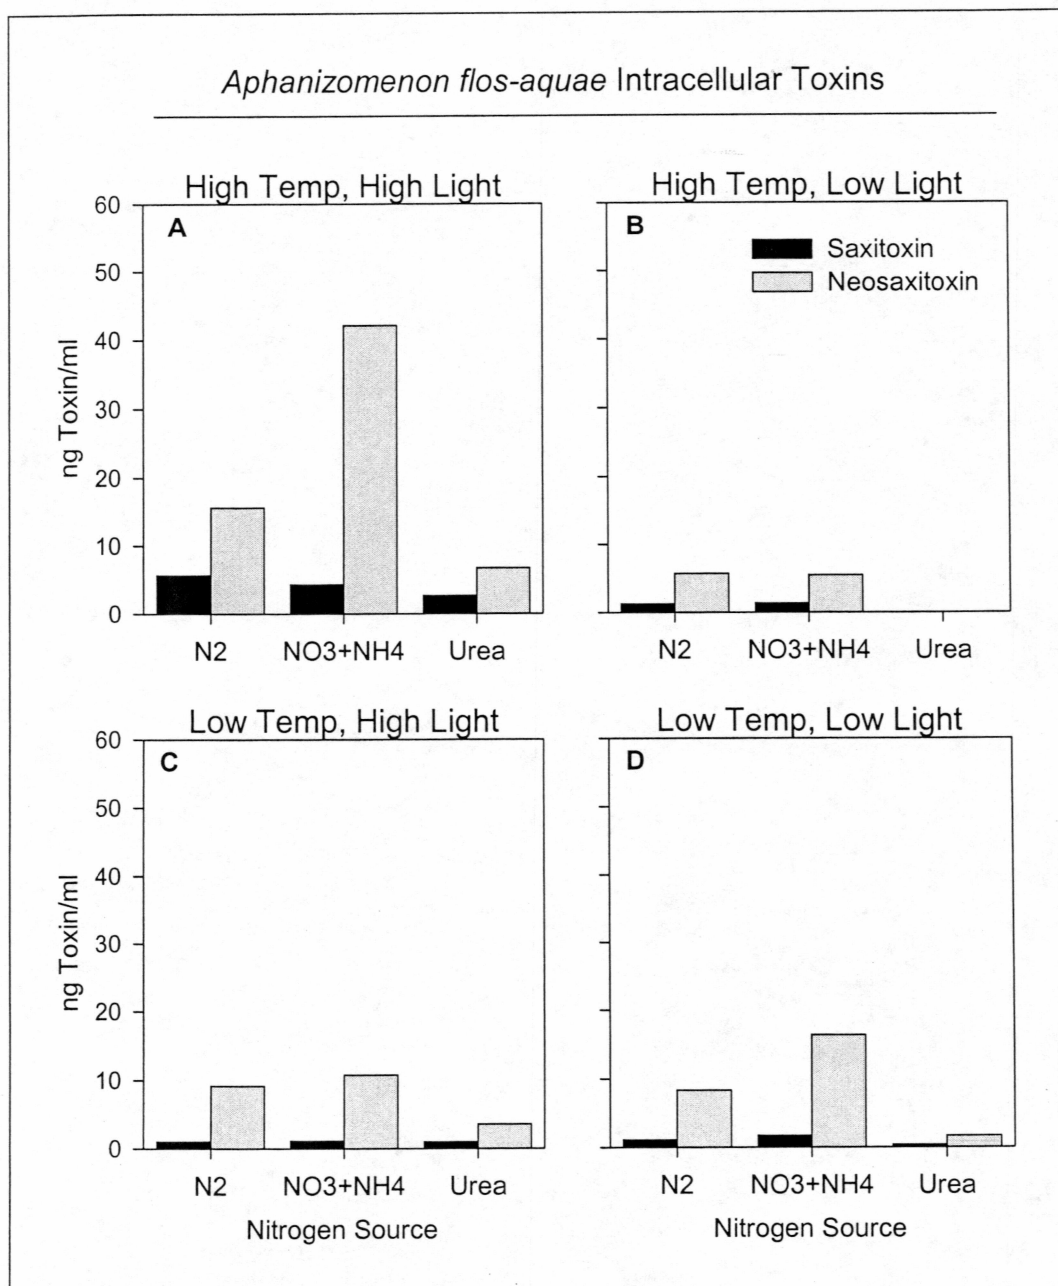 Aphanizomenon flos-aquae Intracellular Toxins
High Temp, High Light
High Temp, Low Light
60
A
B
Saxitoxin
Neosaxitoxin
50
40
30
20
10
0
ng Toxin/ml
N2 NO3+NH4 Urea
N2 NO3+NH4 Urea
Low Temp, High Light
Low Temp, Low Light
60
C
D
50
40
30
20
10
0
ng Toxin/ml
N2 NO3+NH4 Urea
N2 NO3+NH4 Urea
Nitrogen Source
Nitrogen Source